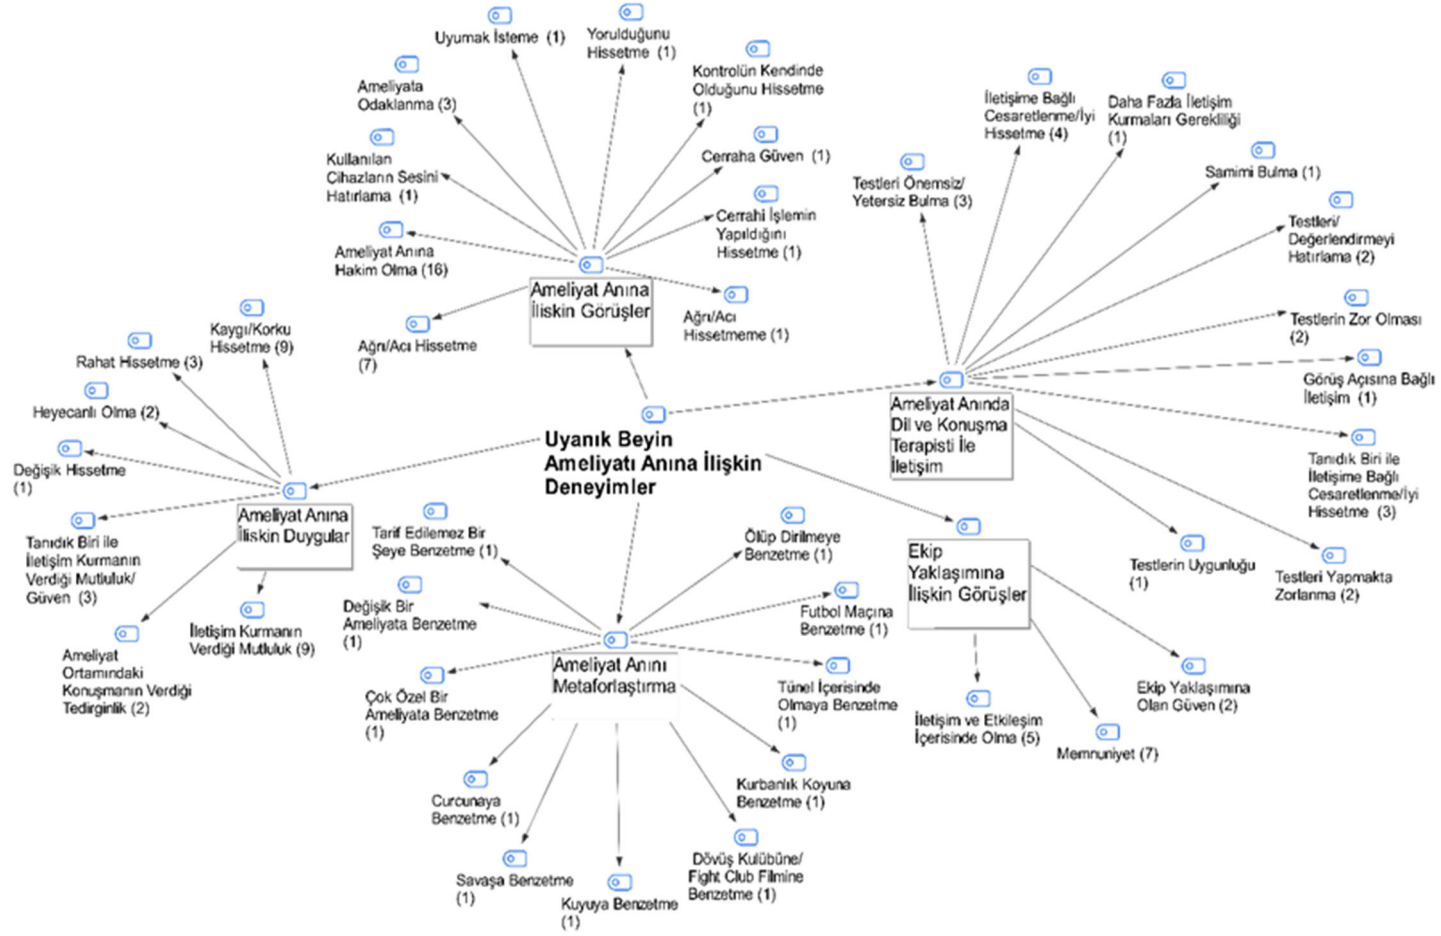 Uyumak İsteme (1)
Yorulduğunu
Hissetme (1)
Ameliyata
Odaklanma (3)
Kontrolün Kendinde
Olduğunu Hissetme
(1)
Kullanılan
Cihazların Sesini
Hatırlama (1)
Cerraha Güven (1)
Ameliyat Anına
Hakim Olma (16)
Cerrahi İşlemin
Yapıldığını
Hissetme (1)
Ameliyat Anına
İliskin Görüşler
Ağrı/Acı Hissetme
(7)
Ağrı/Acı
Hissetmeme (1)
İletişime Bağlı
Cesaretlenme/İyi
Hissetme (4)
Daha Fazla İletişim
Kurmaları Gerekliliği
(1)
Samimi Bulma (1)
Testleri Önemsiz/
Yetersiz Bulma (3)
Testleri/
Değerlendirmeyi
Hatırlama (2)
Testlerin Zor Olması
(2)
Görüş Açısına Bağlı
İletişim (1)
Tanıdık Biri ile
İletişime Bağlı
Cesaretlenme/İyi
Hissetme (3)
Ameliyat Anında
Dil ve Konuşma
Terapisti İle
İletişim
Testlerin Uygunluğu
(1)
Testleri Yapmakta
Zorlanma (2)
Uyanık Beyin
Ameliyatı Anına İlişkin
Deneyimler
Kaygı/Korku
Hissetme (9)
Rahat Hissetme (3)
Heyecanlı Olma (2)
Değişik Hissetme
(1)
Ameliyat Anına
İliskin Duygular
Tanıdık Biri ile
İletişim Kurmanın
Verdiği Mutluluk/
Güven (3)
Ameliyat
Ortamındaki
Konuşmanın Verdiği
Tedirginlik (2)
İletişim Kurmanın
Verdiği Mutluluk (9)
Tarif Edilemez Bir
Şeye Benzetme (1)
Ölüp Dirilmeye
Benzetme (1)
Değişik Bir
Ameliyata Benzetme
(1)
Futbol Maçına
Benzetme (1)
Ameliyat Anını
Metaforlaştırma
Çok Özel Bir
Ameliyata Benzetme
(1)
Tünel İçerisinde
Olmaya Benzetme
(1)
Curcunaya
Benzetme (1)
Kurbanlık Koyuna
Benzetme (1)
Savaşa Benzetme
(1)
Kuyuya Benzetme
(1)
Dövüş Kulübüne/
Fight Club Filmine
Benzetme (1)
Ekip
Yaklaşımına
İlişkin Görüşler
Ekip Yaklaşımına
Olan Güven (2)
İletişim ve Etkileşim
İçerisinde Olma (5)
Memnuniyet (7)